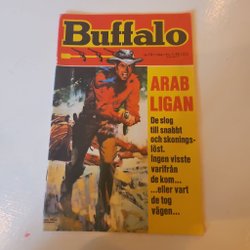 Buffalo
ARAB
LIGAN
De slog
till snabbt
och skonings-
löst.
Ingen visste
varifrån
de kom...
...eller vart
de tog
vägen...